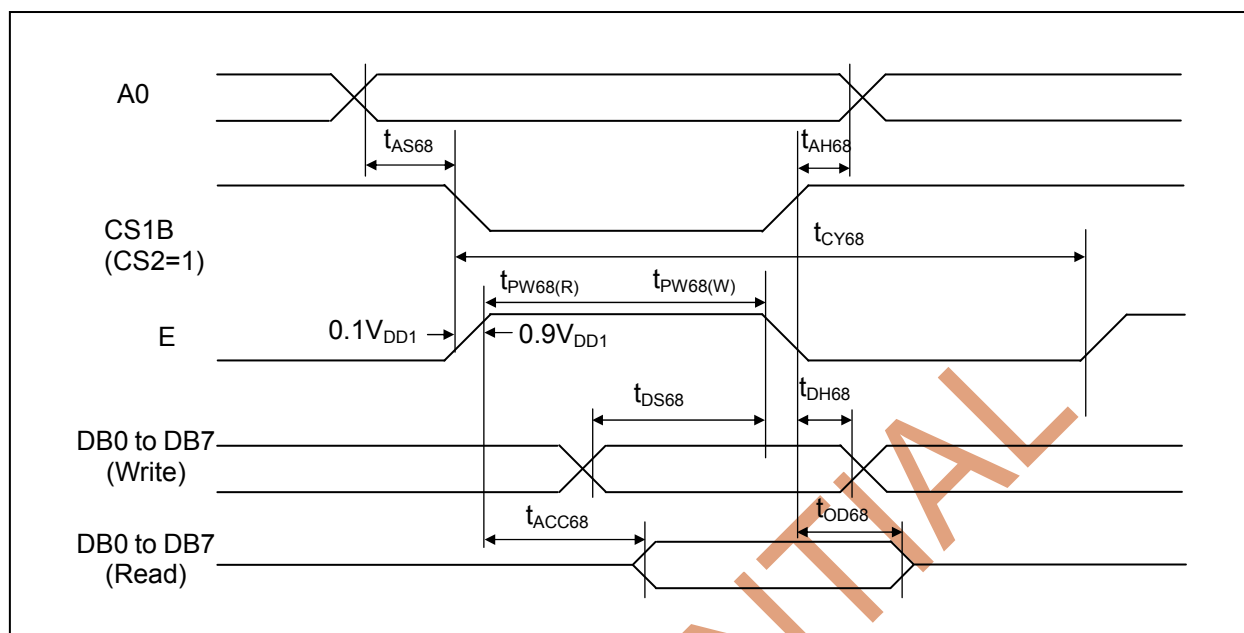 A0
tAS68
tAH68
CS1B
(CS2=1)
tCY68
tPW68(R)
tPW68(W)
E
0.1VDD1
0.9VDD1
tDS68
tDH68
DB0 to DB7
(Write)
tACC68
tOD68
DB0 to DB7
(Read)
NTIAL